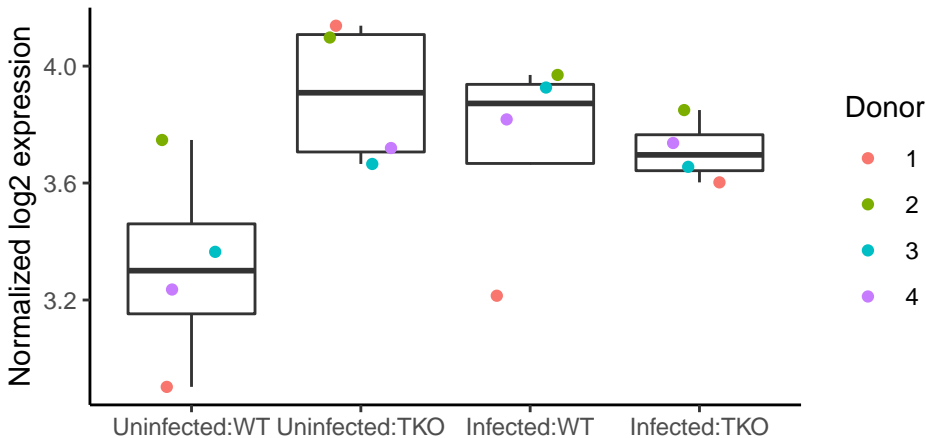 Normalized log2 expression
4.0
3.6
3.2
Uninfected:WT Uninfected:TKO Infected:WT Infected:TKO
Donor
1
2
3
4